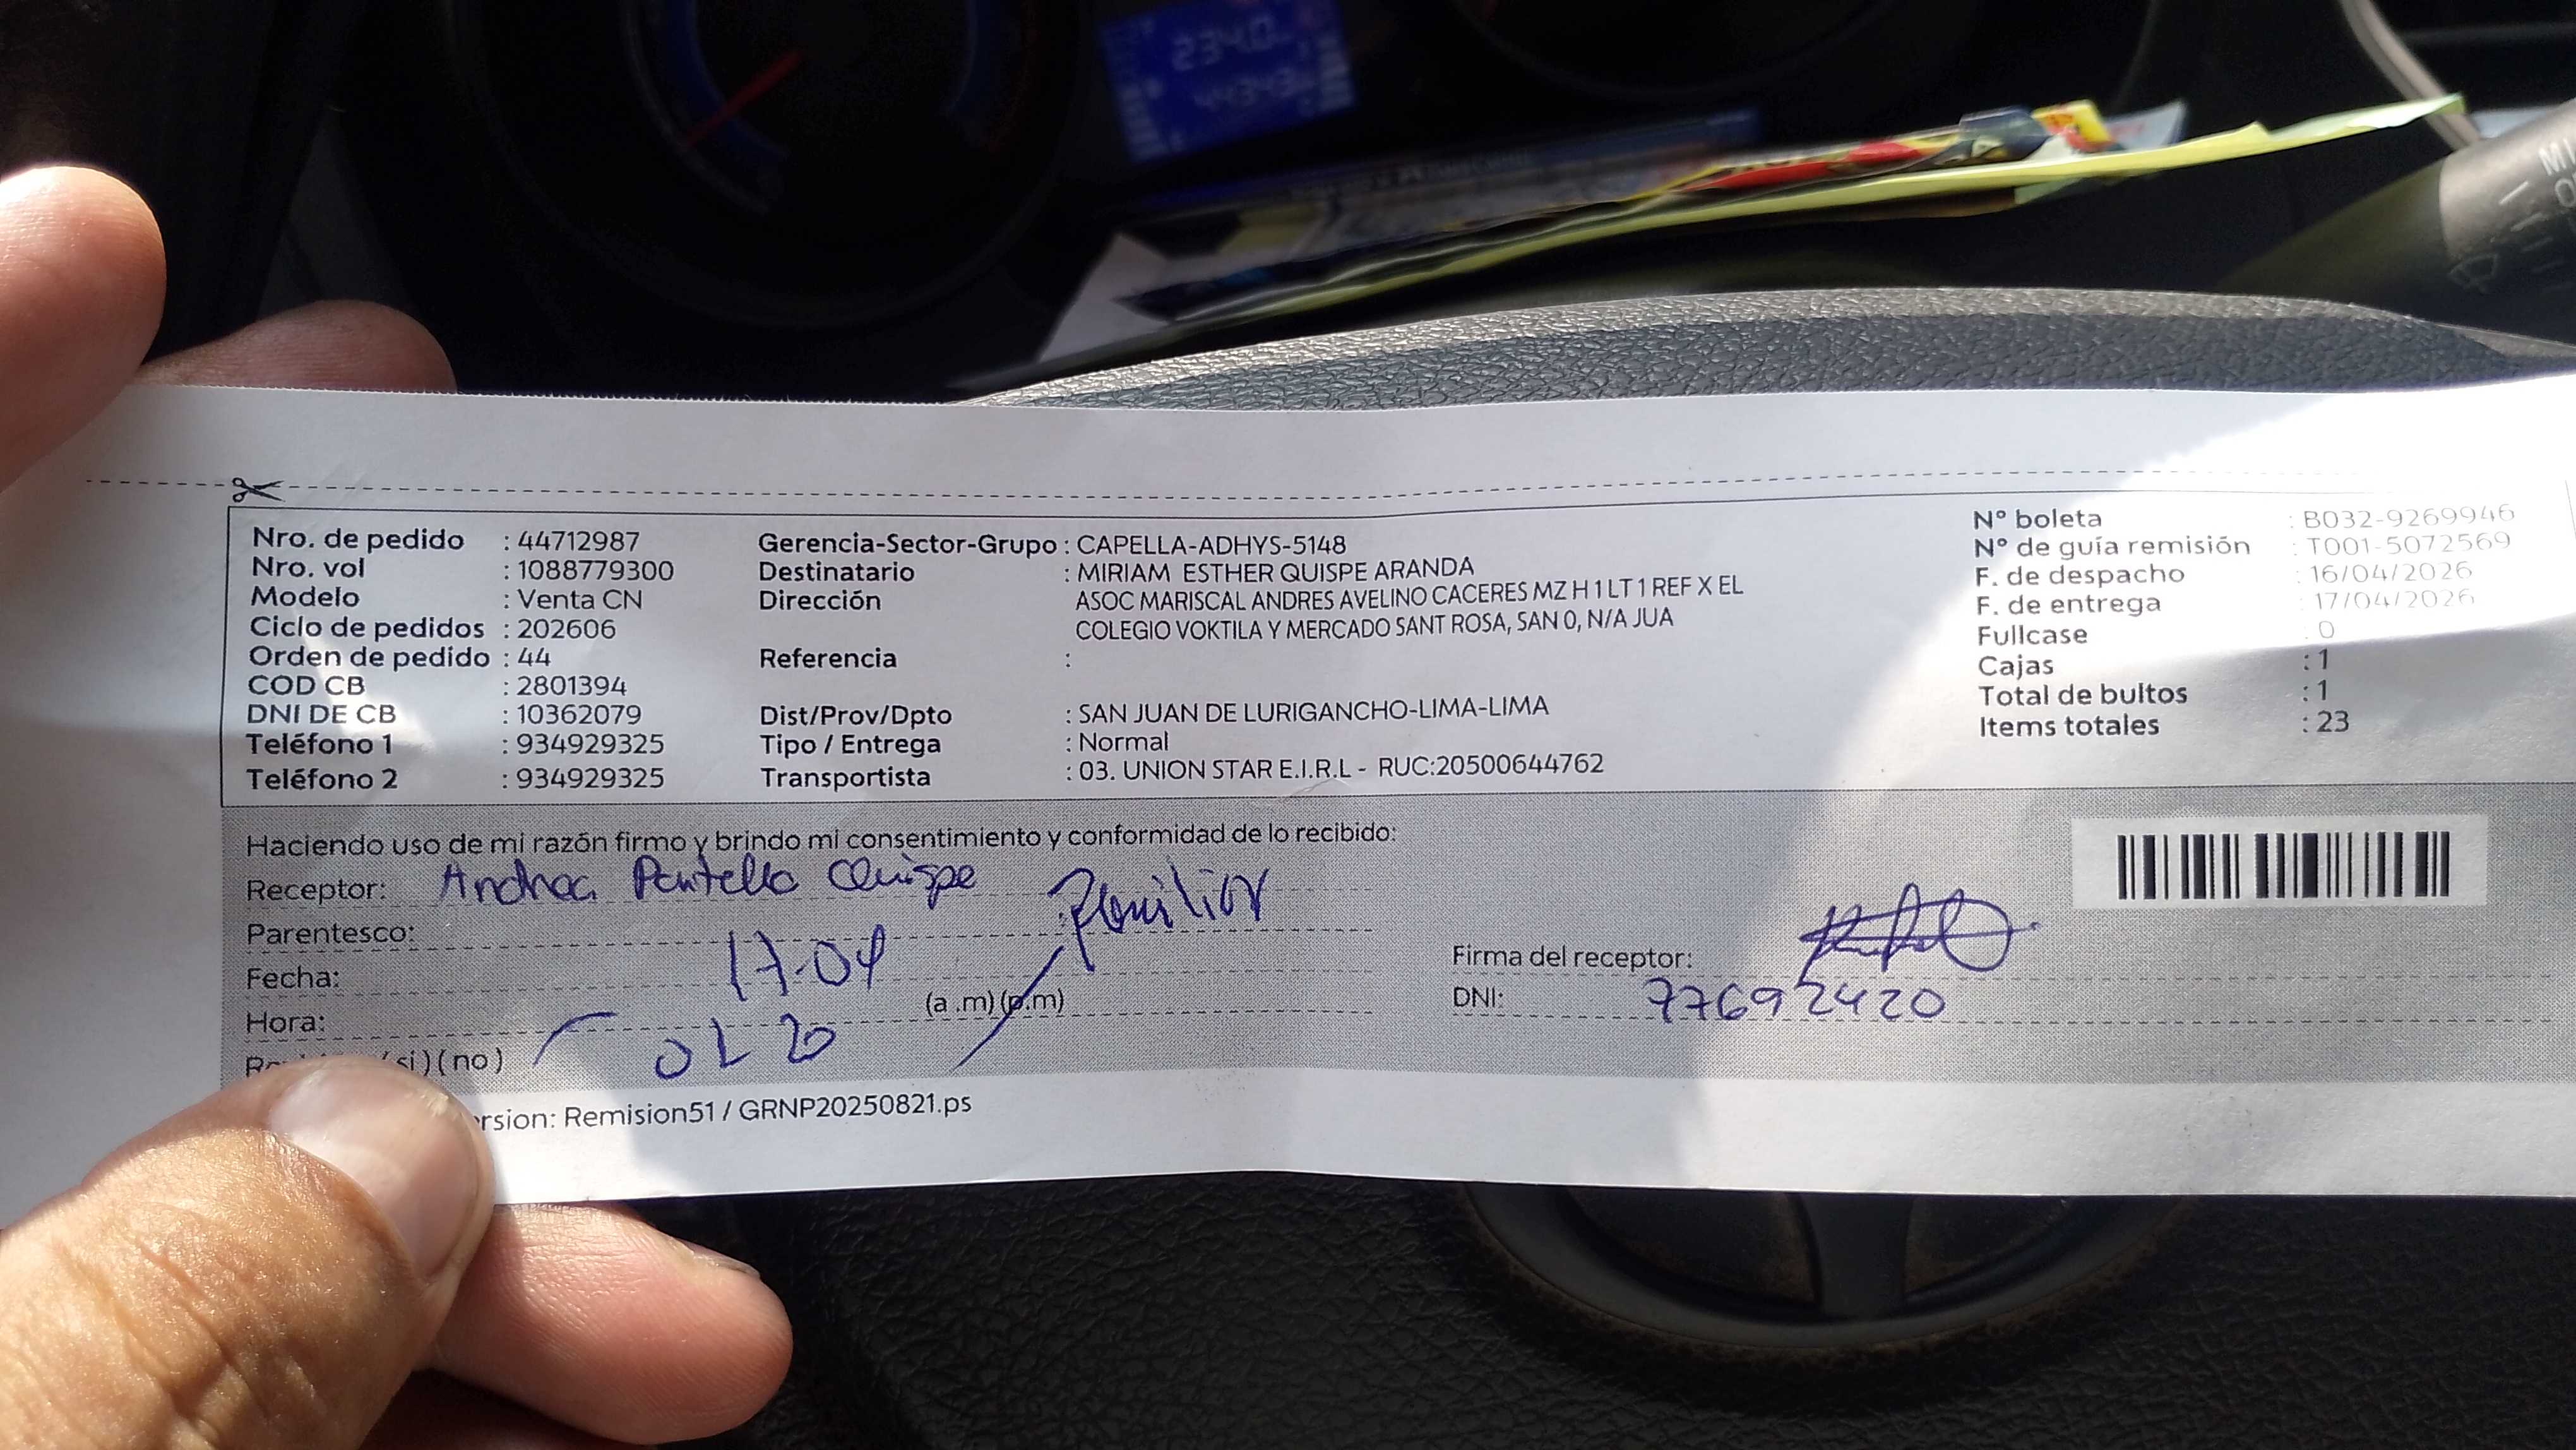 Nro. de pedido : 44712987
Nro. vol : 1088779300
Modelo : Venta CN
Ciclo de pedidos : 202606
Orden de pedido : 44
COD CB : 2801394
DNI DE CB : 10362079
Teléfono 1 : 934929325
Teléfono 2 : 934929325
Gerencia-Sector-Grupo : CAPELLA-ADHYS-5148
Destinatario : MIRIAM ESTHER QUISPE ARANDA
Dirección ASOC MARISCAL ANDRES AVELINO CACERES MZ H 1 LT 1 REF X EL
COLEGIO VOKTILA Y MERCADO SANT ROSA, SAN 0, N/A JUA
Referencia :
Dist/Prov/Dpto : SAN JUAN DE LURIGANCHO-LIMA-LIMA
Tipo / Entrega : Normal
Transportista : 03. UNION STAR E.I.R.L - RUC:20500644762
N° boleta : B032-9269946
N° de guía remisión : T001-5072569
F. de despacho : 16/04/2026
F. de entrega : 17/04/2026
Fullcase : 0
Cajas : 1
Total de bultos : 1
Items totales : 23
Haciendo uso de mi razón firmo y brindo mi consentimiento y conformidad de lo recibido:
Receptor: Andrea Quispe
Parentesco: Familiar
Fecha: 17-04
Hora: (a .m) (p.m)
si) (no)
Firma del receptor:
DNI: 77692420
rsion: Remision51 / GRNP20250821.ps